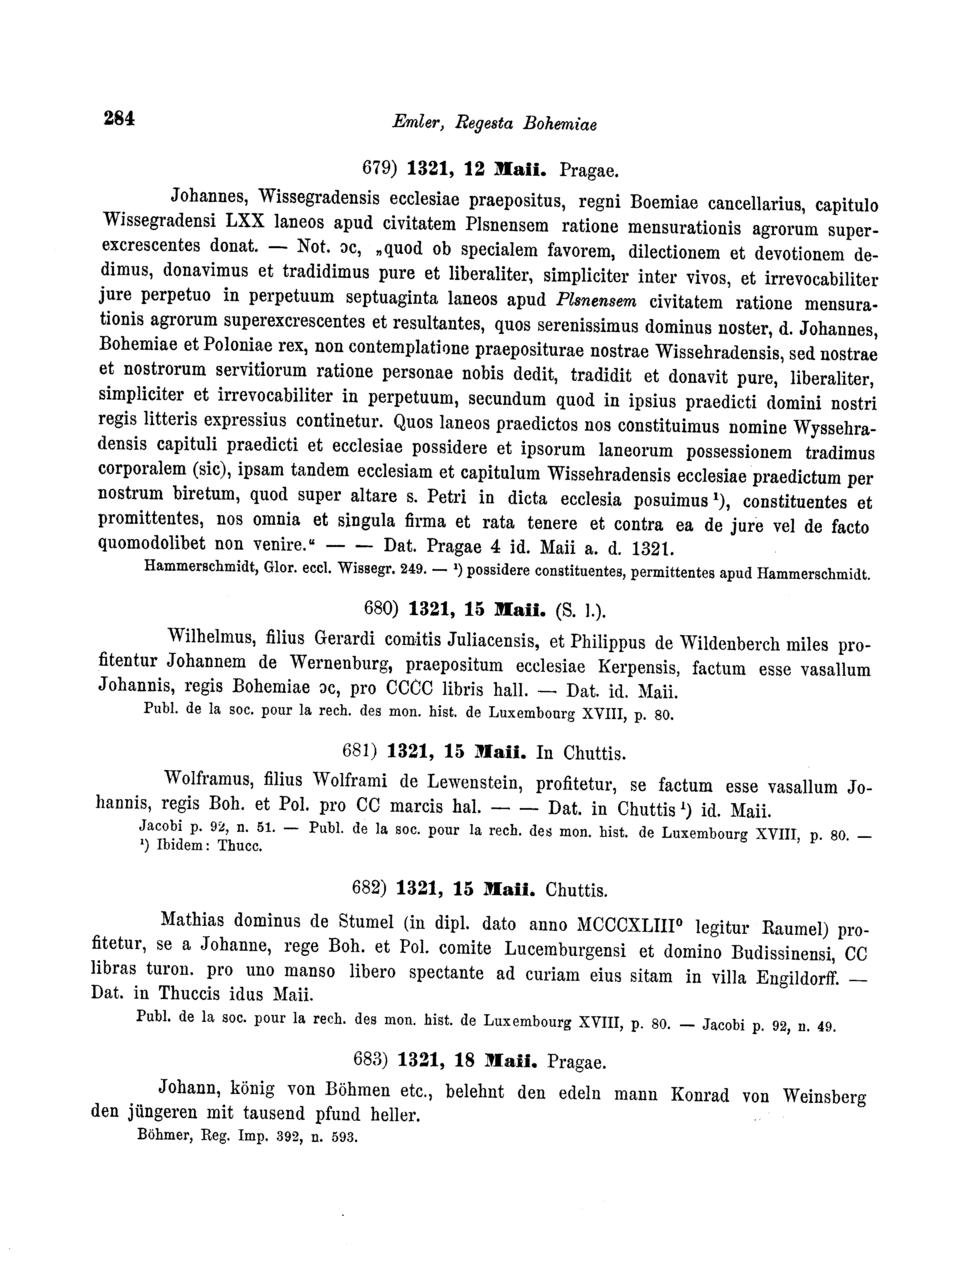 284
Emler, Regesta Bohemiae
679) 1321, 12 Maii. Pragae.
Johannes, Wissegradensis ecclesiae praepositus, regni Boemiae cancellarius, capitulo
Wissegradensi LXX laneos apud civitatem Plsnensem ratione mensurationis agrorum super-
excrescentes donat. — Not. ɔc, „quod ob specialem favorem, dilectionem et devotionem de-
dimus, donavimus et tradidimus pure et liberaliter, simpliciter inter vivos, et irrevocabiliter
jure perpetuo in perpetuum septuaginta laneos apud Plsnensem civitatem ratione mensura-
tionis agrorum superexcrescentes et resultantes, quos serenissimus dominus noster, d. Johannes,
Bohemiae et Poloniae rex, non contemplatione praepositurae nostrae Wissehradensis, sed nostrae
et nostrorum servitiorum ratione personae nobis dedit, tradidit et donavit pure, liberaliter,
simpliciter et irrevocabiliter in perpetuum, secundum quod in ipsius praedicti domini nostri
regis litteris expressius continetur. Quos laneos praedictos nos constituimus nomine Wyssehra-
densis capituli praedicti et ecclesiae possidere et ipsorum laneorum possessionem tradimus
corporalem (sic), ipsam tandem ecclesiam et capitulum Wissehradensis ecclesiae praedictum per
nostrum biretum, quod super altare s. Petri in dicta ecclesia posuimus ¹), constituentes et
promittentes, nos omnia et singula firma et rata tenere et contra ea de jure vel de facto
quomodolibet non venire.“ — — Dat. Pragae 4 id. Maii a. d. 1321.
Hammerschmidt, Glor. eccl. Wissegr. 249. — ¹) possidere constituentes, permittentes apud Hammerschmidt.
680) 1321, 15 Maii. (S. l.).
Wilhelmus, filius Gerardi comitis Juliacensis, et Philippus de Wildenberch miles pro-
fitentur Johannem de Wernenburg, praepositum ecclesiae Kerpensis, factum esse vasallum
Johannis, regis Bohemiae ɔc, pro CCCC libris hall. — Dat. id. Maii.
Publ. de la soc. pour la rech. des mon. hist. de Luxembourg XVIII, p. 80.
681) 1321, 15 Maii. In Chuttis.
Wolframus, filius Wolframi de Lewenstein, profitetur, se factum esse vasallum Jo-
hannis, regis Boh. et Pol. pro CC marcis hal. — — Dat. in Chuttis ¹) id. Maii.
Jacobi p. 92, n. 51. — Publ. de la soc. pour la rech. des mon. hist. de Luxembourg XVIII, p. 80. —
¹) Ibidem: Thucc.
682) 1321, 15 Maii. Chuttis.
Mathias dominus de Stumel (in dipl. dato anno MCCCXLIII⁰ legitur Raumel) pro-
fitetur, se a Johanne, rege Boh. et Pol. comite Lucemburgensi et domino Budissinensi, CC
libras turon. pro uno manso libero spectante ad curiam eius sitam in villa Engildorff. —
Dat. in Thuccis idus Maii.
Publ. de la soc. pour la rech. des mon. hist. de Luxembourg XVIII, p. 80. — Jacobi p. 92, n. 49.
683) 1321, 18 Maii. Pragae.
Johann, könig von Böhmen etc., belehnt den edeln mann Konrad von Weinsberg
den jüngeren mit tausend pfund heller.
Böhmer, Reg. Imp. 392, n. 593.